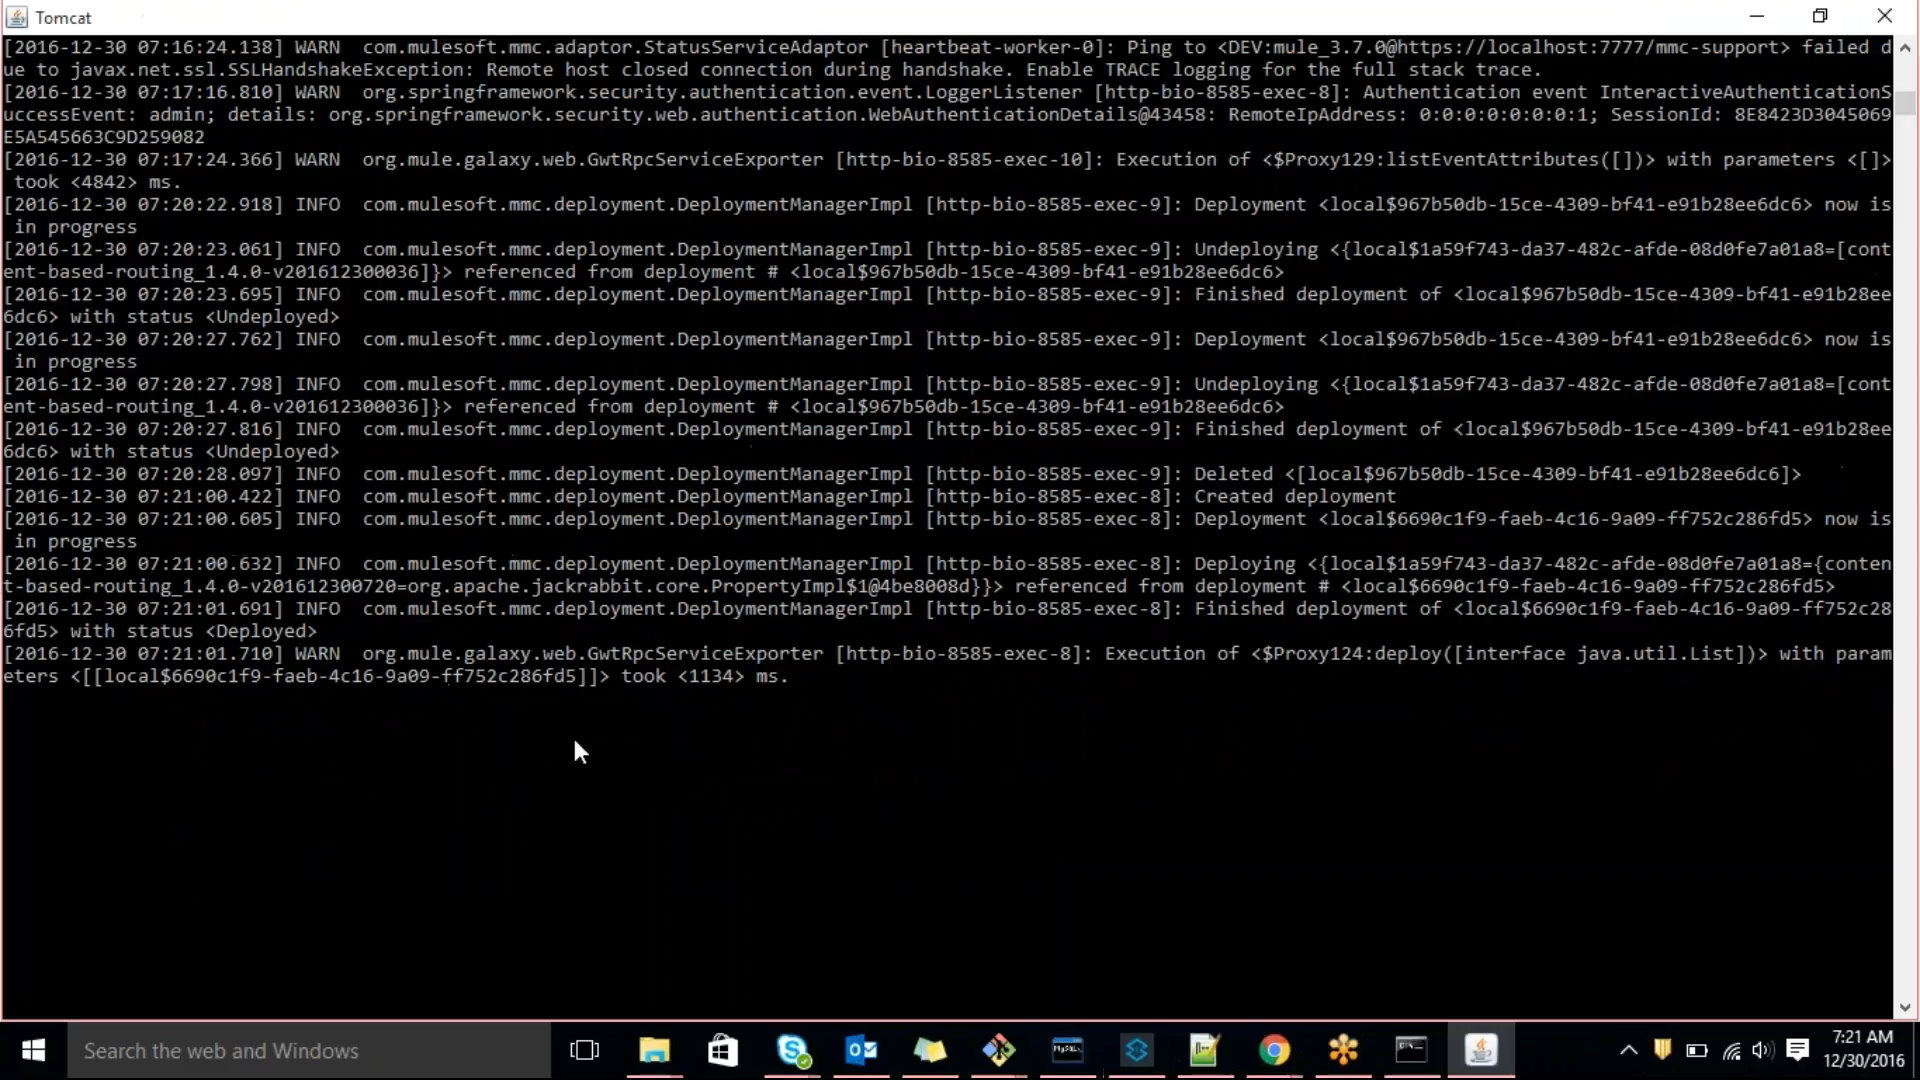 Tomcat
[2016-12-30 07:16:24.138] WARN  com.mulesoft.mmc.adaptor.StatusServiceAdaptor [heartbeat-worker-0]: Ping to <DEV:mule_3.7.0@https://localhost:7777/mmc-support> failed d
ue to javax.net.ssl.SSLHandshakeException: Remote host closed connection during handshake. Enable TRACE logging for the full stack trace.
[2016-12-30 07:17:16.810] WARN  org.springframework.security.authentication.event.LoggerListener [http-bio-8585-exec-8]: Authentication event InteractiveAuthenticationS
uccessEvent: admin; details: org.springframework.security.web.authentication.WebAuthenticationDetails@43458: RemoteIpAddress: 0:0:0:0:0:0:0:1; SessionId: 8E8423D3045069
E5A545663C9D259082
[2016-12-30 07:17:24.366] WARN  org.mule.galaxy.web.GwtRpcServiceExporter [http-bio-8585-exec-10]: Execution of <$Proxy129:listEventAttributes([])> with parameters <[]>
 took <4842> ms.
[2016-12-30 07:20:22.918] INFO  com.mulesoft.mmc.deployment.DeploymentManagerImpl [http-bio-8585-exec-9]: Deployment <local$967b50db-15ce-4309-bf41-e91b28ee6dc6> now is
 in progress
[2016-12-30 07:20:23.061] INFO  com.mulesoft.mmc.deployment.DeploymentManagerImpl [http-bio-8585-exec-9]: Undeploying <{local$1a59f743-da37-482c-afde-08d0fe7a01a8=[cont
ent-based-routing_1.4.0-v201612300036]}> referenced from deployment # <local$967b50db-15ce-4309-bf41-e91b28ee6dc6>
[2016-12-30 07:20:23.695] INFO  com.mulesoft.mmc.deployment.DeploymentManagerImpl [http-bio-8585-exec-9]: Finished deployment of <local$967b50db-15ce-4309-bf41-e91b28ee
6dc6> with status <Undeployed>
[2016-12-30 07:20:27.762] INFO  com.mulesoft.mmc.deployment.DeploymentManagerImpl [http-bio-8585-exec-9]: Deployment <local$967b50db-15ce-4309-bf41-e91b28ee6dc6> now is
 in progress
[2016-12-30 07:20:27.798] INFO  com.mulesoft.mmc.deployment.DeploymentManagerImpl [http-bio-8585-exec-9]: Undeploying <{local$1a59f743-da37-482c-afde-08d0fe7a01a8=[cont
ent-based-routing_1.4.0-v201612300036]}> referenced from deployment # <local$967b50db-15ce-4309-bf41-e91b28ee6dc6>
[2016-12-30 07:20:27.816] INFO  com.mulesoft.mmc.deployment.DeploymentManagerImpl [http-bio-8585-exec-9]: Finished deployment of <local$967b50db-15ce-4309-bf41-e91b28ee
6dc6> with status <Undeployed>
[2016-12-30 07:20:28.097] INFO  com.mulesoft.mmc.deployment.DeploymentManagerImpl [http-bio-8585-exec-9]: Deleted <[local$967b50db-15ce-4309-bf41-e91b28ee6dc6]>
[2016-12-30 07:21:00.422] INFO  com.mulesoft.mmc.deployment.DeploymentManagerImpl [http-bio-8585-exec-8]: Created deployment
[2016-12-30 07:21:00.605] INFO  com.mulesoft.mmc.deployment.DeploymentManagerImpl [http-bio-8585-exec-8]: Deployment <local$6690c1f9-faeb-4c16-9a09-ff752c286fd5> now is
 in progress
[2016-12-30 07:21:00.632] INFO  com.mulesoft.mmc.deployment.DeploymentManagerImpl [http-bio-8585-exec-8]: Deploying <{local$1a59f743-da37-482c-afde-08d0fe7a01a8={conten
t-based-routing_1.4.0-v201612300720=org.apache.jackrabbit.core.PropertyImpl$1@4be8008d}}> referenced from deployment # <local$6690c1f9-faeb-4c16-9a09-ff752c286fd5>
[2016-12-30 07:21:01.691] INFO  com.mulesoft.mmc.deployment.DeploymentManagerImpl [http-bio-8585-exec-8]: Finished deployment of <local$6690c1f9-faeb-4c16-9a09-ff752c28
6fd5> with status <Deployed>
[2016-12-30 07:21:01.710] WARN  org.mule.galaxy.web.GwtRpcServiceExporter [http-bio-8585-exec-8]: Execution of <$Proxy124:deploy([interface java.util.List])> with param
eters <[[local$6690c1f9-faeb-4c16-9a09-ff752c286fd5]]> took <1134> ms.
Search the web and Windows
MySQL
7:21 AM
12/30/2016